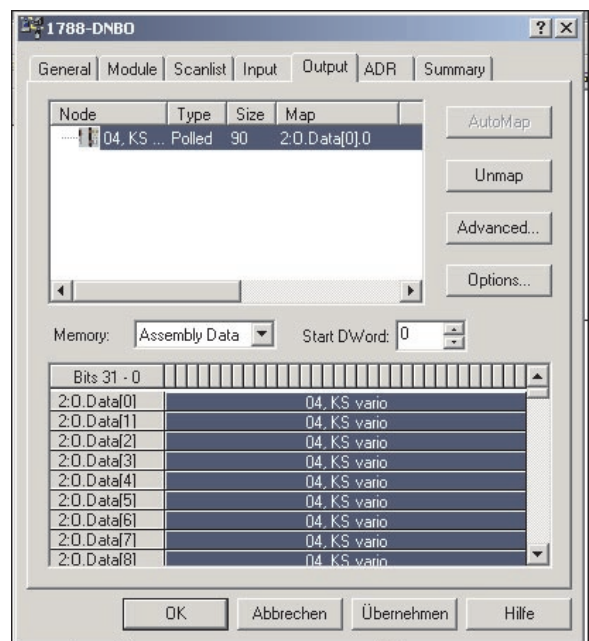 1788-DNBO
General Module Scanlist Input Output ADR Summary
Node Type Size Map
04, KS ... Polled 90 2:O.Data[0].0
AutoMap
Unmap
Advanced...
Options...
Memory: Assembly Data Start DWord: 0
Bits 31 - 0
2:O.Data[0] 04, KS vario
2:O.Data[1] 04, KS vario
2:O.Data[2] 04, KS vario
2:O.Data[3] 04, KS vario
2:O.Data[4] 04, KS vario
2:O.Data[5] 04, KS vario
2:O.Data[6] 04, KS vario
2:O.Data[7] 04, KS vario
2:O.Data[8] 04, KS vario
OK Abbrechen Übernehmen Hilfe